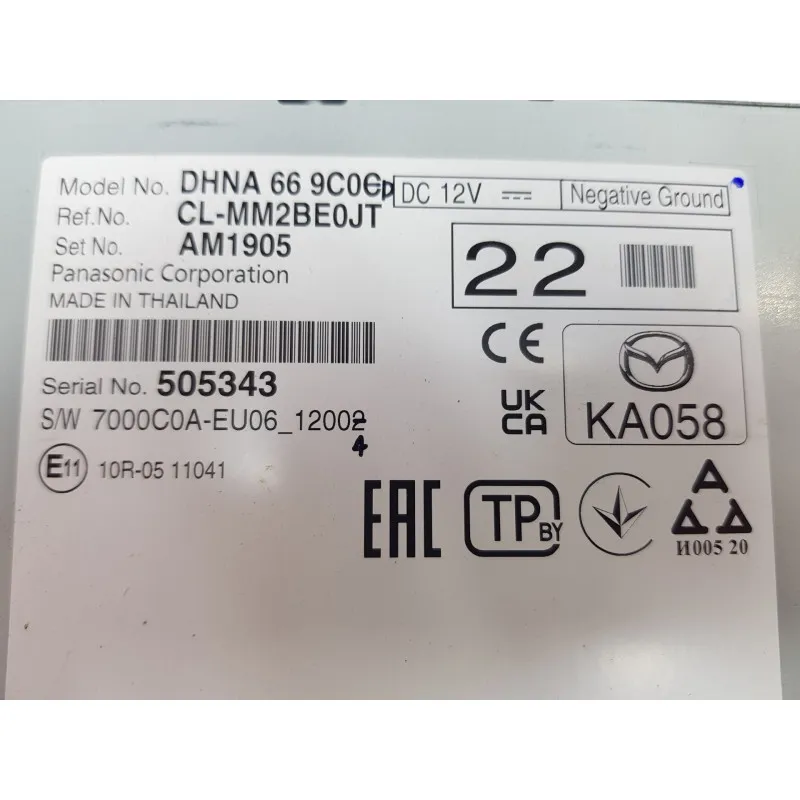 Model No. DHNA 66 9C0CD
DC 12V
Negative Ground
Ref.No. CL-MM2BE0JT
Set No. AM1905
22
Panasonic Corporation
MADE IN THAILAND
CE
Serial No. 505343
UK
CA
KA058
S/W 7000C0A-EU06_12002
4
E11 10R-05 11041
EAC
TP BY
A
И005 20